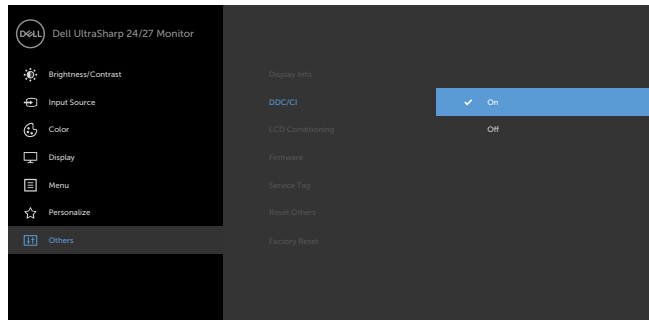 DELL Dell UltraSharp 24/27 Monitor
Brightness/Contrast
Input Source
Color
Display
Menu
Personalize
Others
Display Info
DDC/CI
LCD Conditioning
Firmware
Service Tag
Reset Others
Factory Reset
On
Off